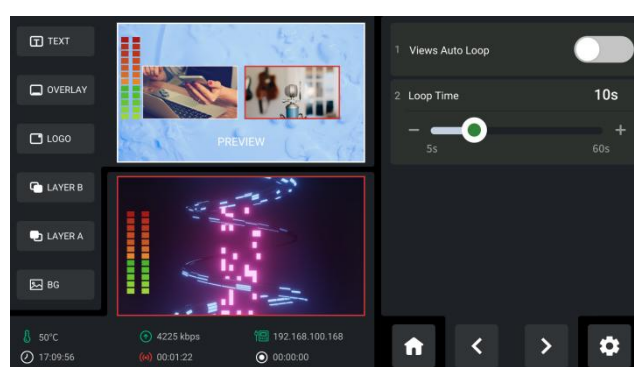 TEXT
OVERLAY
LOGO
LAYER B
LAYER A
BG
PREVIEW
50°C
4225 kbps
192.168.100.168
17:09:56
00:01:22
00:00:00
1 Views Auto Loop
2 Loop Time 10s
− +
5s 60s